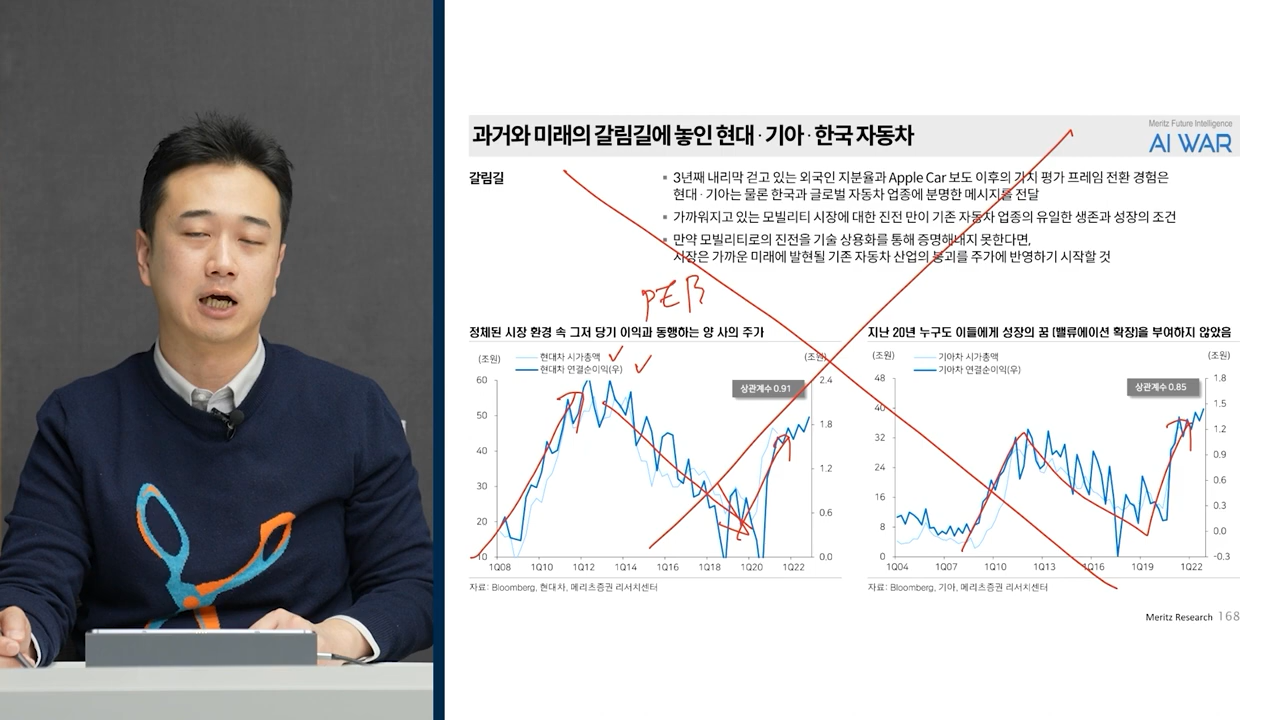 과거와 미래의 갈림길에 놓인 현대 · 기아 · 한국 자동차
Meritz Future Intelligence
AI WAR
갈림길
▪ 3년째 내리막 걷고 있는 외국인 지분율과 Apple Car 보도 이후의 가치 평가 프레임 전환 경험은
현대 · 기아는 물론 한국과 글로벌 자동차 업종에 분명한 메시지를 전달
▪ 가까워지고 있는 모빌리티 시장에 대한 진전 만이 기존 자동차 업종의 유일한 생존과 성장의 조건
▪ 만약 모빌리티로의 진전을 기술 상용화를 통해 증명해내지 못한다면,
시장은 가까운 미래에 발현될 기존 자동차 산업의 붕괴를 주가에 반영하기 시작할 것
정체된 시장 환경 속 그저 당기 이익과 동행하는 양 사의 주가
(조원)
현대차 시가총액
현대차 연결순이익(우)
(조원)
상관계수 0.91
60
50
40
30
20
10
2.4
1.8
1.2
0.6
0.0
1Q08 1Q10 1Q12 1Q14 1Q16 1Q18 1Q20 1Q22
자료: Bloomberg, 현대차, 메리츠증권 리서치센터
지난 20년 누구도 이들에게 성장의 꿈 (밸류에이션 확장)을 부여하지 않았음
(조원)
기아차 시가총액
기아차 연결순이익(우)
(조원)
상관계수 0.85
48
40
32
24
16
8
0
1.8
1.5
1.2
0.9
0.6
0.3
0.0
-0.3
1Q04 1Q07 1Q10 1Q13 1Q16 1Q19 1Q22
자료: Bloomberg, 기아, 메리츠증권 리서치센터
Meritz Research 168